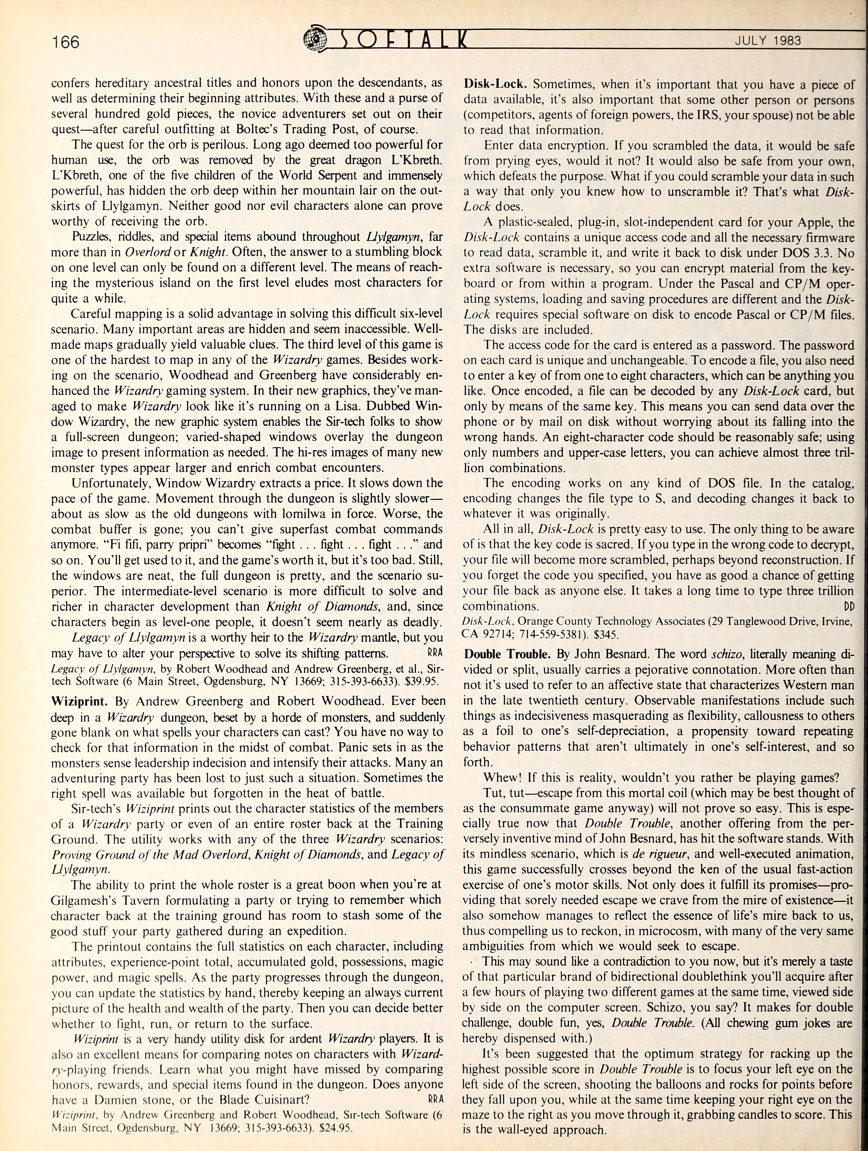 166
SOFTALK
JULY 1983
confers hereditary ancestral titles and honors upon the descendants, as
well as determining their beginning attributes. With these and a purse of
several hundred gold pieces, the novice adventurers set out on their
quest—after careful outfitting at Boltec's Trading Post, of course.
The quest for the orb is perilous. Long ago deemed too powerful for
human use, the orb was removed by the great dragon L'Kbreth.
L'Kbreth, one of the five children of the World Serpent and immensely
powerful, has hidden the orb deep within her mountain lair on the out-
skirts of Llylgamyn. Neither good nor evil characters alone can prove
worthy of receiving the orb.
Puzzles, riddles, and special items abound throughout Llylgamyn, far
more than in Overlord or Knight. Often, the answer to a stumbling block
on one level can only be found on a different level. The means of reach-
ing the mysterious island on the first level eludes most characters for
quite a while.
Careful mapping is a solid advantage in solving this difficult six-level
scenario. Many important areas are hidden and seem inaccessible. Well-
made maps gradually yield valuable clues. The third level of this game is
one of the hardest to map in any of the Wizardry games. Besides work-
ing on the scenario, Woodhead and Greenberg have considerably en-
hanced the Wizardry gaming system. In their new graphics, they've man-
aged to make Wizardry look like it's running on a Lisa. Dubbed Win-
dow Wizardry, the new graphic system enables the Sir-tech folks to show
a full-screen dungeon; varied-shaped windows overlay the dungeon
image to present information as needed. The hi-res images of many new
monster types appear larger and enrich combat encounters.
Unfortunately, Window Wizardry extracts a price. It slows down the
pace of the game. Movement through the dungeon is slightly slower—
about as slow as the old dungeons with lomilwa in force. Worse, the
combat buffer is gone; you can't give superfast combat commands
anymore. "Fi fifi, parry pripri" becomes "fight . . . fight . . . fight . . ." and
so on. You'll get used to it, and the game's worth it, but it's too bad. Still,
the windows are neat, the full dungeon is pretty, and the scenario su-
perior. The intermediate-level scenario is more difficult to solve and
richer in character development than Knight of Diamonds, and, since
characters begin as level-one people, it doesn't seem nearly as deadly.
Legacy of Llylgamyn is a worthy heir to the Wizardry mantle, but you
may have to alter your perspective to solve its shifting patterns. RRA
Legacy of Llylgamyn, by Robert Woodhead and Andrew Greenberg, et al., Sir-
tech Software (6 Main Street, Ogdensburg, NY 13669; 315-393-6633). $39.95.
Wiziprint. By Andrew Greenberg and Robert Woodhead. Ever been
deep in a Wizardry dungeon, beset by a horde of monsters, and suddenly
gone blank on what spells your characters can cast? You have no way to
check for that information in the midst of combat. Panic sets in as the
monsters sense leadership indecision and intensify their attacks. Many an
adventuring party has been lost to just such a situation. Sometimes the
right spell was available but forgotten in the heat of battle.
Sir-tech's Wiziprint prints out the character statistics of the members
of a Wizardry party or even of an entire roster back at the Training
Ground. The utility works with any of the three Wizardry scenarios:
Proving Ground of the Mad Overlord, Knight of Diamonds, and Legacy of
Llylgamyn.
The ability to print the whole roster is a great boon when you're at
Gilgamesh's Tavern formulating a party or trying to remember which
character back at the training ground has room to stash some of the
good stuff your party gathered during an expedition.
The printout contains the full statistics on each character, including
attributes, experience-point total, accumulated gold, possessions, magic
power, and magic spells. As the party progresses through the dungeon,
you can update the statistics by hand, thereby keeping an always current
picture of the health and wealth of the party. Then you can decide better
whether to fight, run, or return to the surface.
Wiziprint is a very handy utility disk for ardent Wizardry players. It is
also an excellent means for comparing notes on characters with Wizard-
ry-playing friends. Learn what you might have missed by comparing
honors, rewards, and special items found in the dungeon. Does anyone
have a Damien stone, or the Blade Cuisinart? RRA
Wiziprint, by Andrew Greenberg and Robert Woodhead, Sir-tech Software (6
Main Street, Ogdensburg, NY 13669; 315-393-6633). $24.95.
Disk-Lock. Sometimes, when it's important that you have a piece of
data available, it's also important that some other person or persons
(competitors, agents of foreign powers, the IRS, your spouse) not be able
to read that information.
Enter data encryption. If you scrambled the data, it would be safe
from prying eyes, would it not? It would also be safe from your own,
which defeats the purpose. What if you could scramble your data in such
a way that only you knew how to unscramble it? That's what Disk-
Lock does.
A plastic-sealed, plug-in, slot-independent card for your Apple, the
Disk-Lock contains a unique access code and all the necessary firmware
to read data, scramble it, and write it back to disk under DOS 3.3. No
extra software is necessary, so you can encrypt material from the key-
board or from within a program. Under the Pascal and CP/M oper-
ating systems, loading and saving procedures are different and the Disk-
Lock requires special software on disk to encode Pascal or CP/M files.
The disks are included.
The access code for the card is entered as a password. The password
on each card is unique and unchangeable. To encode a file, you also need
to enter a key of from one to eight characters, which can be anything you
like. Once encoded, a file can be decoded by any Disk-Lock card, but
only by means of the same key. This means you can send data over the
phone or by mail on disk without worrying about its falling into the
wrong hands. An eight-character code should be reasonably safe; using
only numbers and upper-case letters, you can achieve almost three tril-
lion combinations.
The encoding works on any kind of DOS file. In the catalog,
encoding changes the file type to S, and decoding changes it back to
whatever it was originally.
All in all, Disk-Lock is pretty easy to use. The only thing to be aware
of is that the key code is sacred. If you type in the wrong code to decrypt,
your file will become more scrambled, perhaps beyond reconstruction. If
you forget the code you specified, you have as good a chance of getting
your file back as anyone else. It takes a long time to type three trillion
combinations. DD
Disk-Lock, Orange County Technology Associates (29 Tanglewood Drive, Irvine,
CA 92714; 714-559-5381). $345.
Double Trouble. By John Besnard. The word schizo, literally meaning di-
vided or split, usually carries a pejorative connotation. More often than
not it's used to refer to an affective state that characterizes Western man
in the late twentieth century. Observable manifestations include such
things as indecisiveness masquerading as flexibility, callousness to others
as a foil to one's self-depreciation, a propensity toward repeating
behavior patterns that aren't ultimately in one's self-interest, and so
forth.
Whew! If this is reality, wouldn't you rather be playing games?
Tut, tut—escape from this mortal coil (which may be best thought of
as the consummate game anyway) will not prove so easy. This is espe-
cially true now that Double Trouble, another offering from the per-
versely inventive mind of John Besnard, has hit the software stands. With
its mindless scenario, which is de rigueur, and well-executed animation,
this game successfully crosses beyond the ken of the usual fast-action
exercise of one's motor skills. Not only does it fulfill its promises—pro-
viding that sorely needed escape we crave from the mire of existence—it
also somehow manages to reflect the essence of life's mire back to us,
thus compelling us to reckon, in microcosm, with many of the very same
ambiguities from which we would seek to escape.
This may sound like a contradiction to you now, but it's merely a taste
of that particular brand of bidirectional doublethink you'll acquire after
a few hours of playing two different games at the same time, viewed side
by side on the computer screen. Schizo, you say? It makes for double
challenge, double fun, yes, Double Trouble. (All chewing gum jokes are
hereby dispensed with.)
It's been suggested that the optimum strategy for racking up the
highest possible score in Double Trouble is to focus your left eye on the
left side of the screen, shooting the balloons and rocks for points before
they fall upon you, while at the same time keeping your right eye on the
maze to the right as you move through it, grabbing candles to score. This
is the wall-eyed approach.